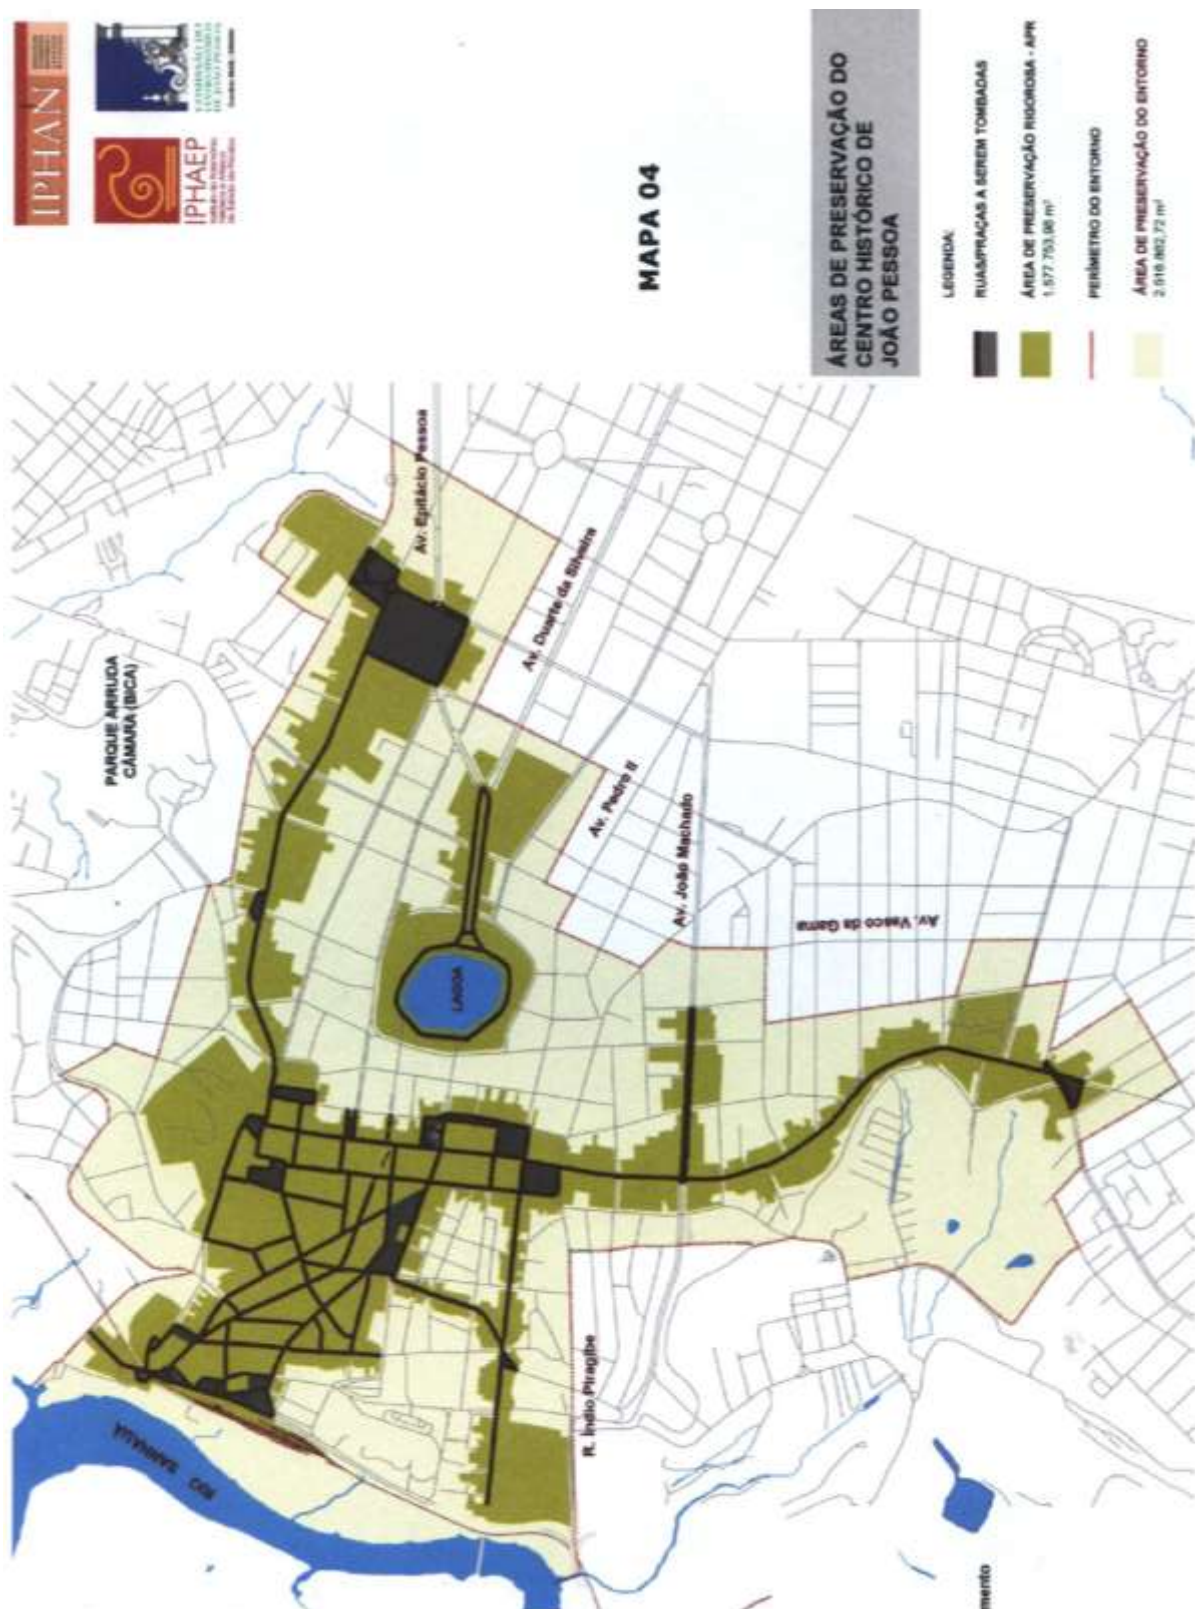 IPHAN
IPHAEP
MAPA 04
ÁREAS DE PRESERVAÇÃO DO
CENTRO HISTÓRICO DE
JOÃO PESSOA
LEGENDA:
RUAS/PRAÇAS A SEREM TOMBADAS
ÁREA DE PRESERVAÇÃO RIGOROSA - APR
PERÍMETRO DO ENTORNO
ÁREA DE PRESERVAÇÃO DO ENTORNO
PARQUE ARRUDA
CÂMARA (BICA)
Av. Epitácio Pessoa
Av. Duarte da Silveira
Av. Pedro II
Av. João Machado
Av. Vasco da Gama
LAGOA
R. Índio Piragibe
RIO SANHAUÁ
mento